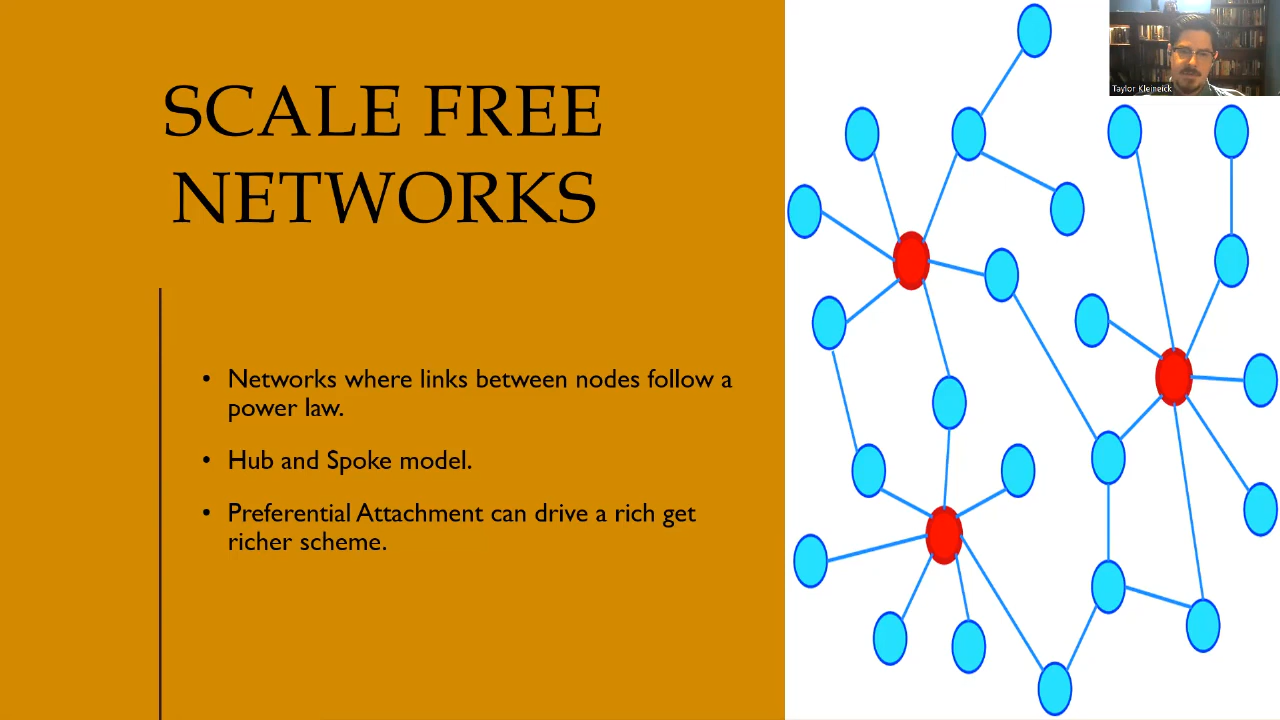 SCALE FREE
NETWORKS
• Networks where links between nodes follow a
power law.
• Hub and Spoke model.
• Preferential Attachment can drive a rich get
richer scheme.
Taylor Kleineick